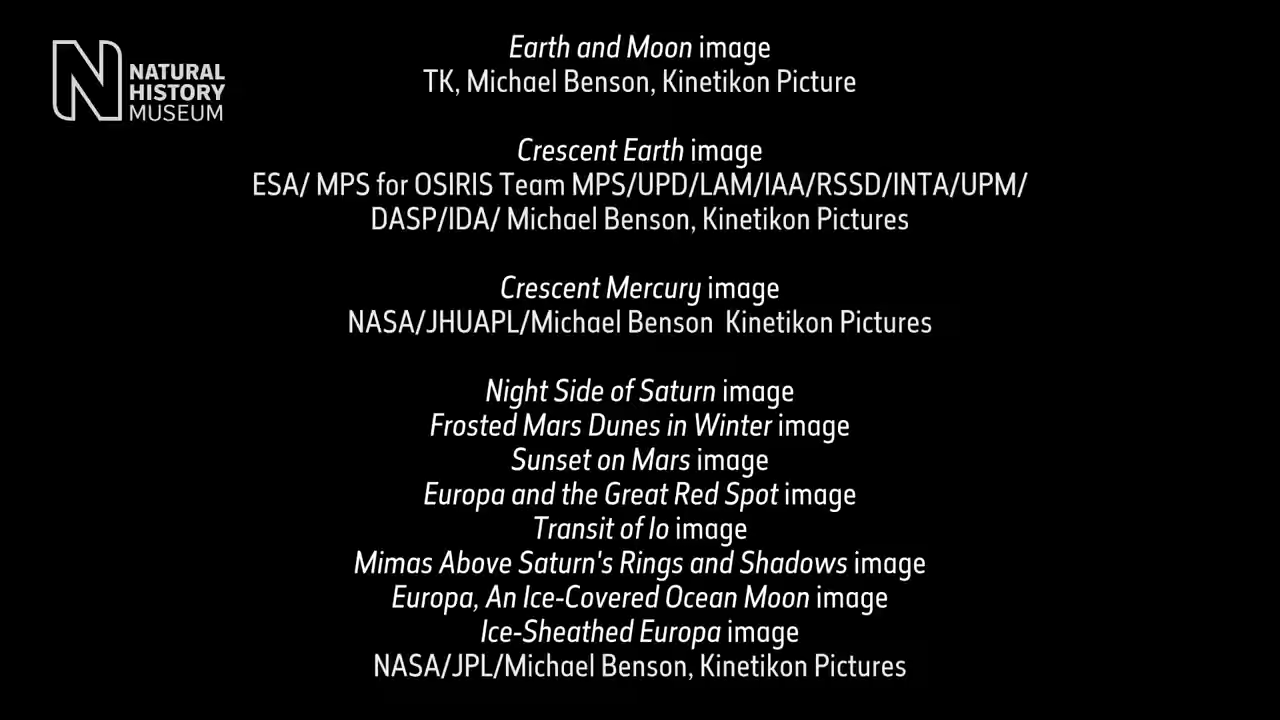 NATURAL
HISTORY
MUSEUM
Earth and Moon image
TK, Michael Benson, Kinetikon Picture
Crescent Earth image
ESA/ MPS for OSIRIS Team MPS/UPD/LAM/IAA/RSSD/INTA/UPM/
DASP/IDA/ Michael Benson, Kinetikon Pictures
Crescent Mercury image
NASA/JHUAPL/Michael Benson  Kinetikon Pictures
Night Side of Saturn image
Frosted Mars Dunes in Winter image
Sunset on Mars image
Europa and the Great Red Spot image
Transit of Io image
Mimas Above Saturn's Rings and Shadows image
Europa, An Ice-Covered Ocean Moon image
Ice-Sheathed Europa image
NASA/JPL/Michael Benson, Kinetikon Pictures